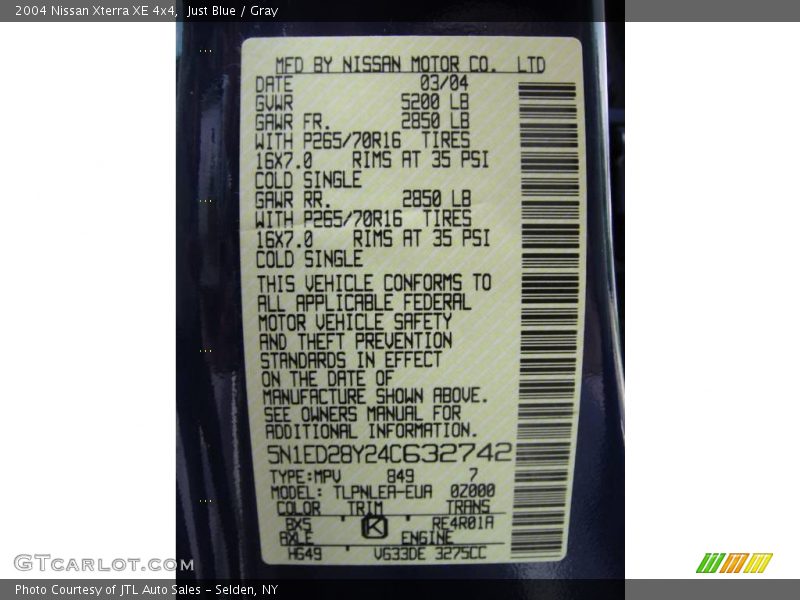 2004 Nissan Xterra XE 4x4, Just Blue / Gray
MFD BY NISSAN MOTOR CO. LTD
DATE 03/04
GVWR 5200 LB
GAWR FR. 2850 LB
WITH P265/70R16 TIRES
16X7.0 RIMS AT 35 PSI
COLD SINGLE
GAWR RR. 2850 LB
WITH P265/70R16 TIRES
16X7.0 RIMS AT 35 PSI
COLD SINGLE
THIS VEHICLE CONFORMS TO
ALL APPLICABLE FEDERAL
MOTOR VEHICLE SAFETY
AND THEFT PREVENTION
STANDARDS IN EFFECT
ON THE DATE OF
MANUFACTURE SHOWN ABOVE.
SEE OWNERS MANUAL FOR
ADDITIONAL INFORMATION.
5N1ED28Y24C632742
TYPE:MPV 849 7
MODEL: TLPNLEA-EUA 0Z000
COLOR TRIM TRANS
BX5 K RE4R01A
AXLE ENGINE
HG49 VG33DE 3275CC
GTCarLot.com
Photo Courtesy of JTL Auto Sales - Selden, NY